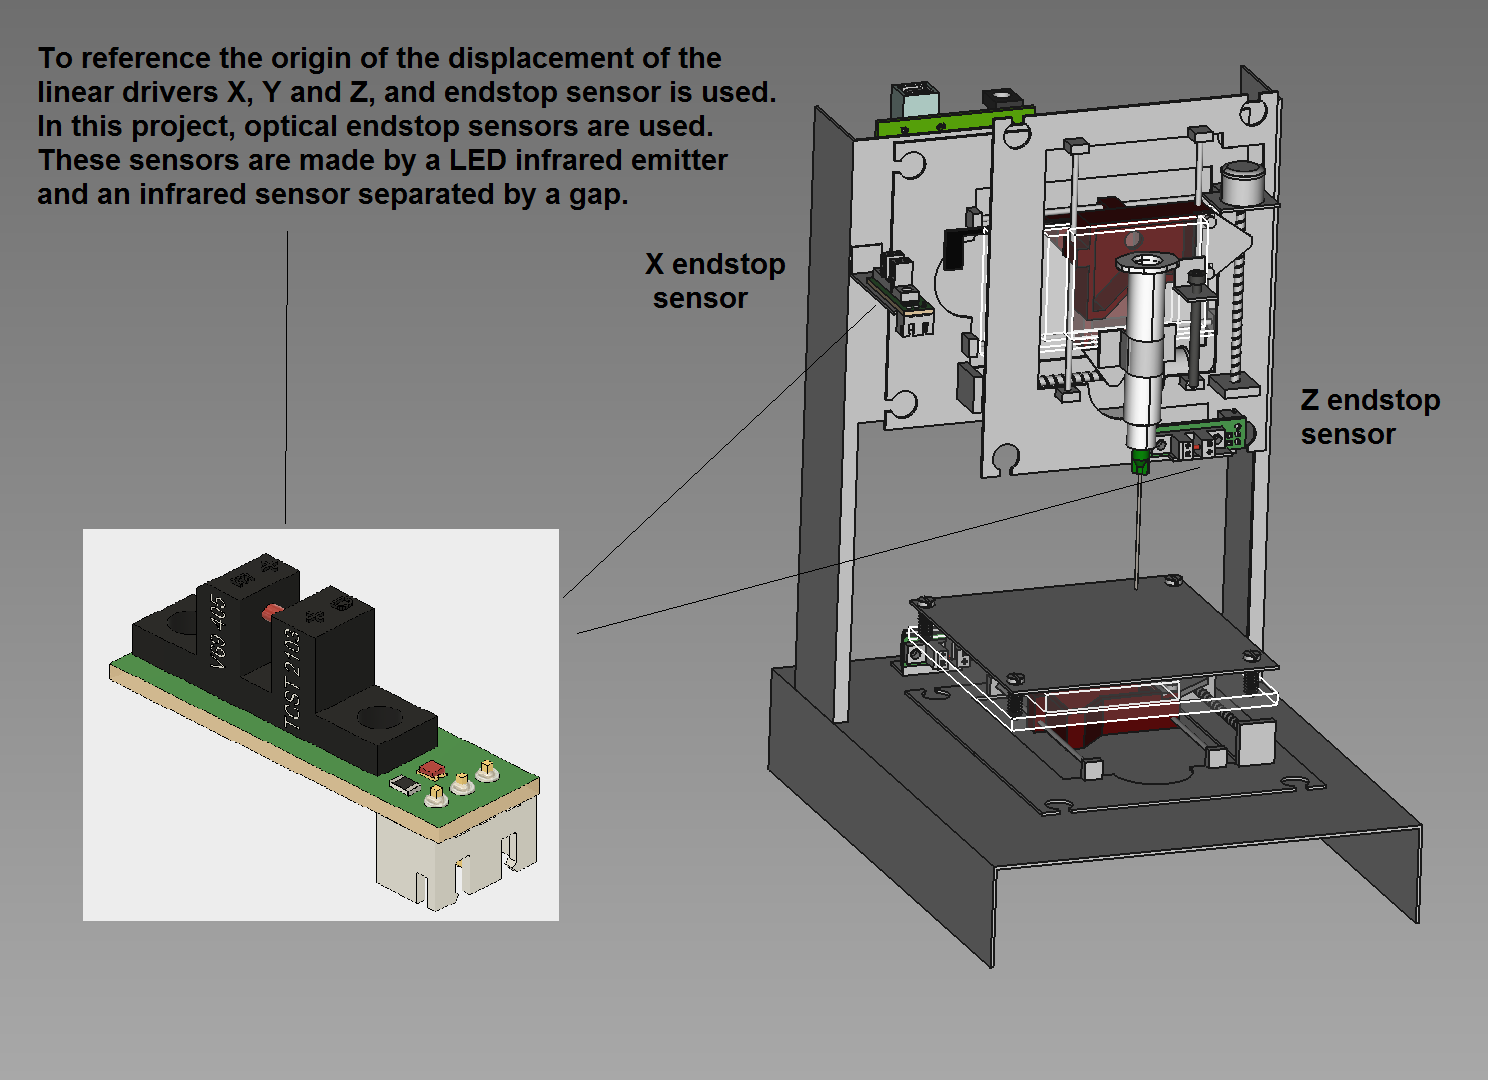 To reference the origin of the displacement of the
linear drivers X, Y and Z, and endstop sensor is used.
In this project, optical endstop sensors are used.
These sensors are made by a LED infrared emitter
and an infrared sensor separated by a gap.
X endstop
sensor
Z endstop
sensor
TCST 2103